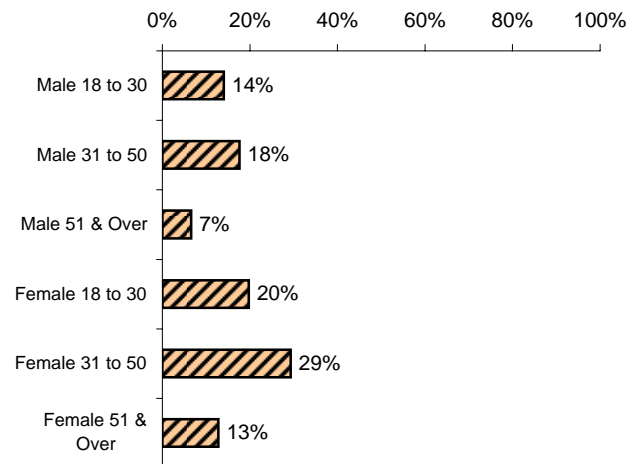 0% 20% 40% 60% 80% 100%
Male 18 to 30 14%
Male 31 to 50 18%
Male 51 & Over 7%
Female 18 to 30 20%
Female 31 to 50 29%
Female 51 &
Over 13%